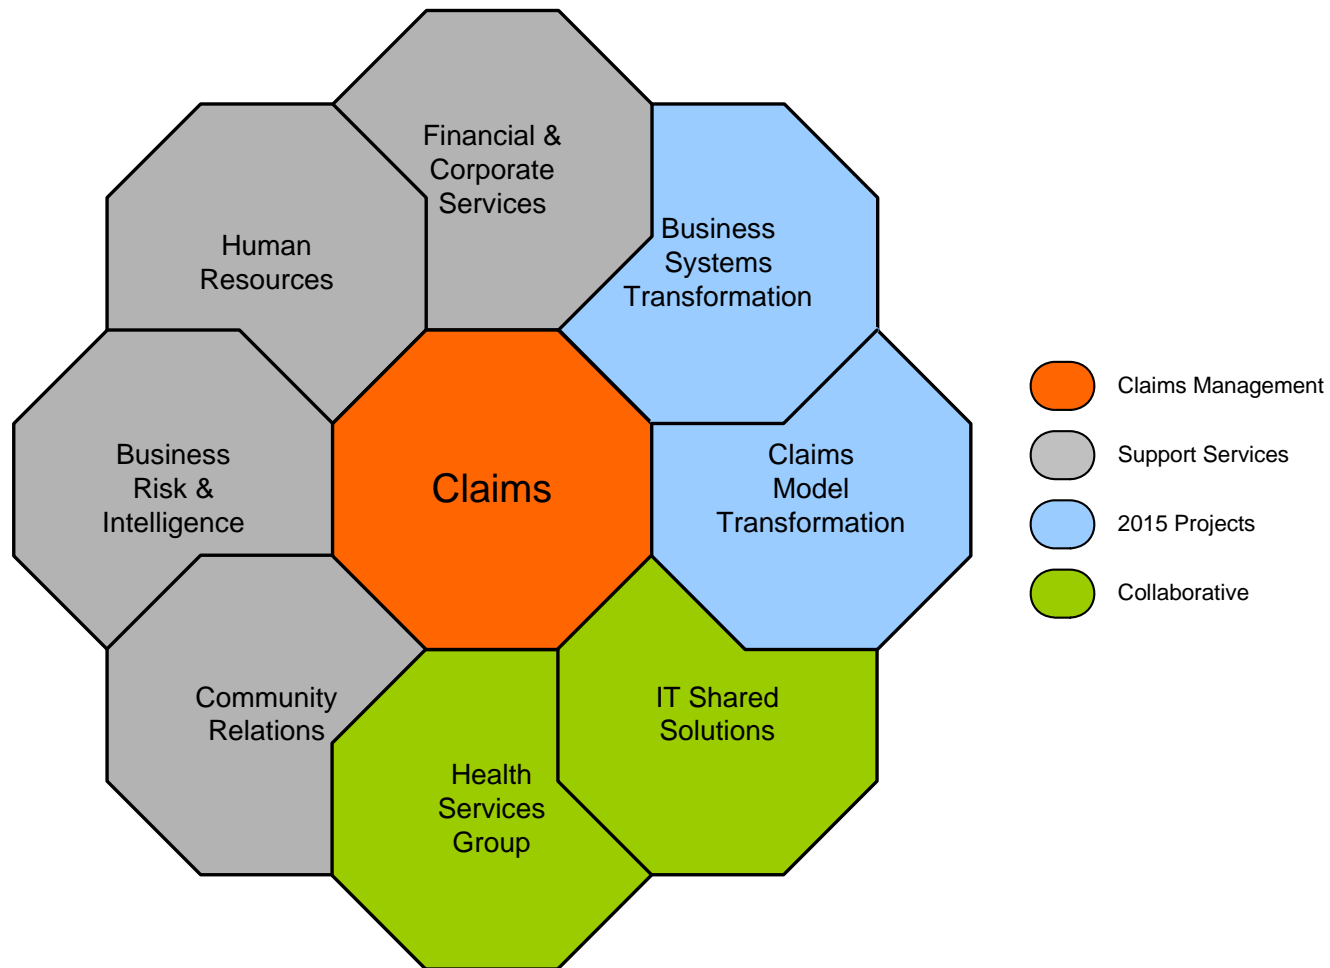 Financial &
Corporate
Services
Human
Resources
Business
Systems
Transformation
Business
Risk &
Intelligence
Claims
Claims
Model
Transformation
Community
Relations
IT Shared
Solutions
Health
Services
Group
Claims Management
Support Services
2015 Projects
Collaborative